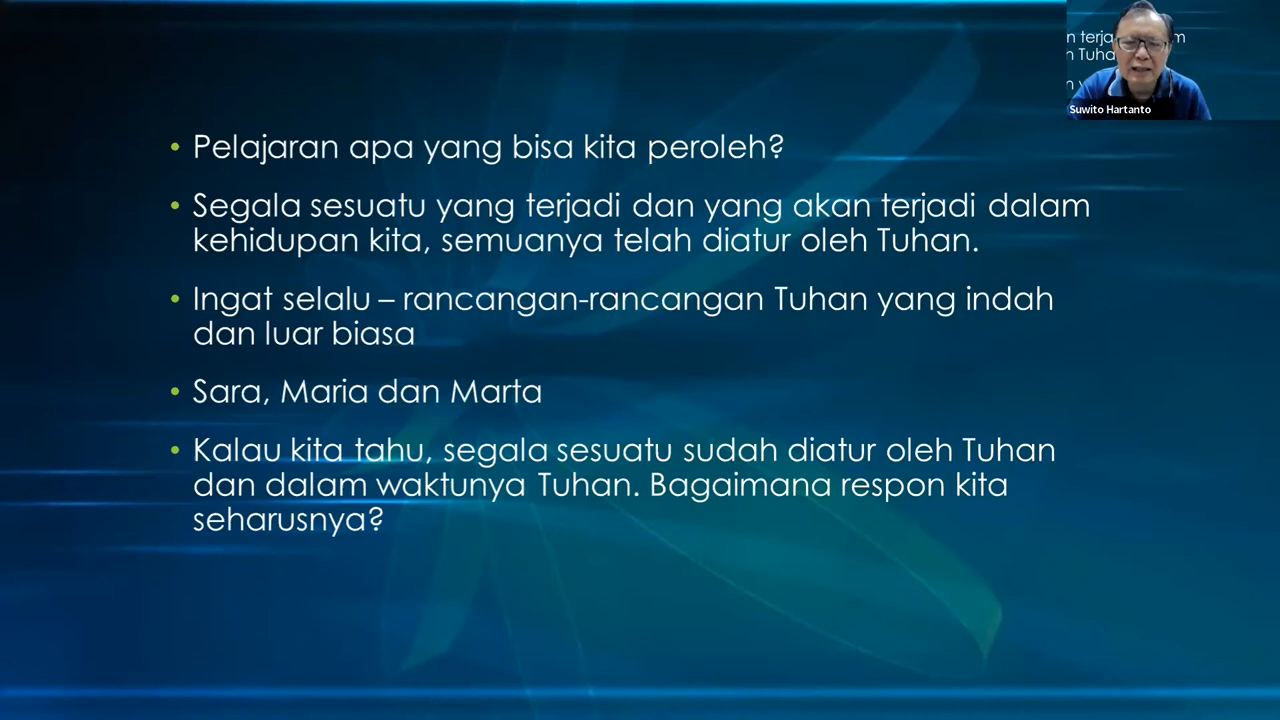 n terja m
n Tuha
n y
Suwito Hartanto
• Pelajaran apa yang bisa kita peroleh?
• Segala sesuatu yang terjadi dan yang akan terjadi dalam
kehidupan kita, semuanya telah diatur oleh Tuhan.
• Ingat selalu – rancangan-rancangan Tuhan yang indah
dan luar biasa
• Sara, Maria dan Marta
• Kalau kita tahu, segala sesuatu sudah diatur oleh Tuhan
dan dalam waktunya Tuhan. Bagaimana respon kita
seharusnya?